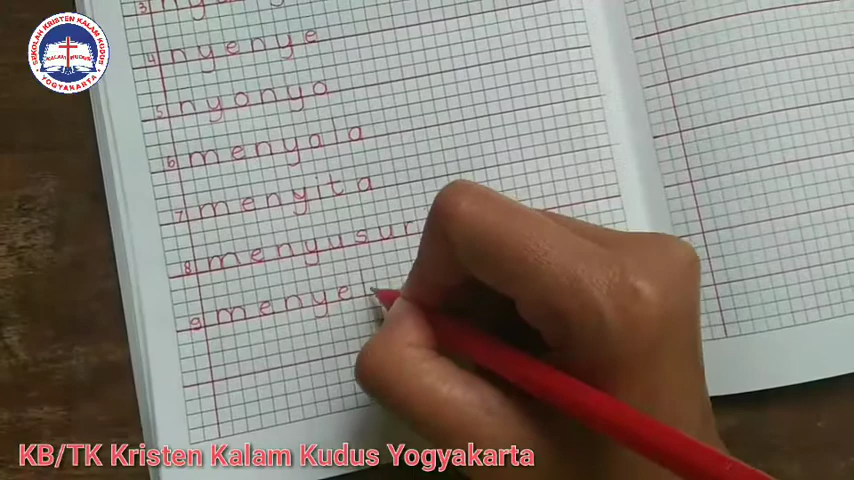 SEKOLAH KRISTEN KALAM KUDUS
KALAM KUDUS
YOGYAKARTA
4 nyenye
5 nyonyo
6 menyala
7 menyita
8 menyusur
9 menye
KB/TK Kristen Kalam Kudus Yogyakarta